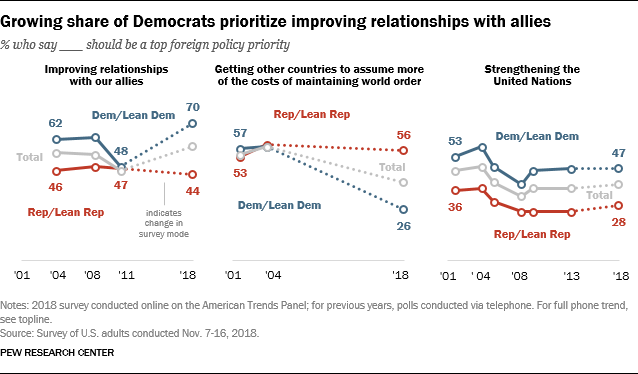 Growing share of Democrats prioritize improving relationships with allies
% who say ___ should be a top foreign policy priority
Improving relationships
with our allies
62
Dem/Lean Dem
70
48
Total
46
47
44
Rep/Lean Rep
indicates
change in
survey mode
'01 '04 '08 '11 '18
Getting other countries to assume more
of the costs of maintaining world order
Rep/Lean Rep
57
56
53
Total
Dem/Lean Dem
26
'01 '04 '18
Strengthening the
United Nations
53
Dem/Lean Dem
47
Total
36
28
Rep/Lean Rep
'01 '04 '08 '13 '18
Notes: 2018 survey conducted online on the American Trends Panel; for previous years, polls conducted via telephone. For full phone trend,
see topline.
Source: Survey of U.S. adults conducted Nov. 7-16, 2018.
PEW RESEARCH CENTER